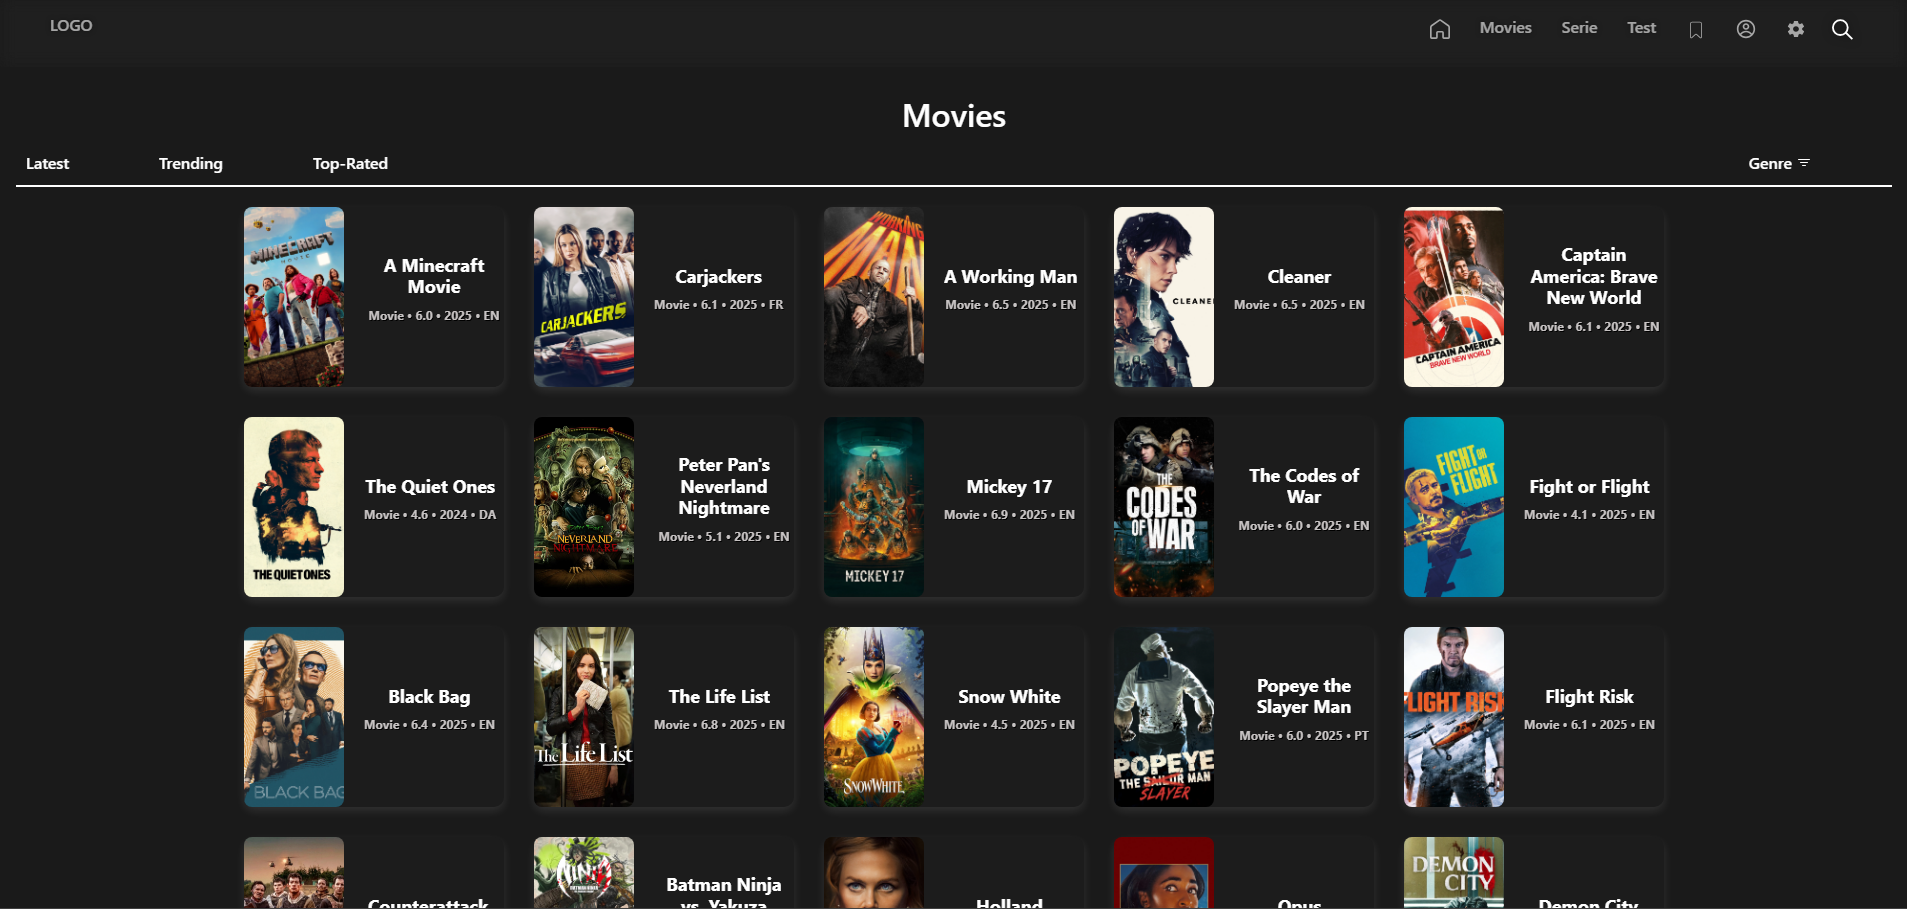 LOGO
Movies
Serie
Test
Movies
Latest
Trending
Top-Rated
Genre
MINECRAFT
MOVIE
A Minecraft
Movie
Movie • 6.0 • 2025 • EN
CARJACKERS
Carjackers
Movie • 6.1 • 2025 • FR
WORKING
MAN
A Working Man
Movie • 6.5 • 2025 • EN
CLEANE
Cleaner
Movie • 6.5 • 2025 • EN
CAPTAIN AMERICA
BRAVE NEW WORLD
Captain
America: Brave
New World
Movie • 6.1 • 2025 • EN
THE QUIET ONES
The Quiet Ones
Movie • 4.6 • 2024 • DA
NEVERLAND
NIGHTMARE
Peter Pan's
Neverland
Nightmare
Movie • 5.1 • 2025 • EN
MICKEY 17
Mickey 17
Movie • 6.9 • 2025 • EN
THE
CODES
OF WAR
The Codes of
War
Movie • 6.0 • 2025 • EN
FIGHT OR
FLIGHT
Fight or Flight
Movie • 4.1 • 2025 • EN
BLACK BAG
Black Bag
Movie • 6.4 • 2025 • EN
The Life List
The Life List
Movie • 6.8 • 2025 • EN
SNOW WHITE
Snow White
Movie • 4.5 • 2025 • EN
POPEYE
THE SAILOR MAN
SLAYER
Popeye the
Slayer Man
Movie • 6.0 • 2025 • PT
FLIGHT RISK
Flight Risk
Movie • 6.1 • 2025 • EN
Counterattack
NINJA
Batman Ninja
vs. Yakuza
Holland
Opus
DEMON
CITY
Demon City